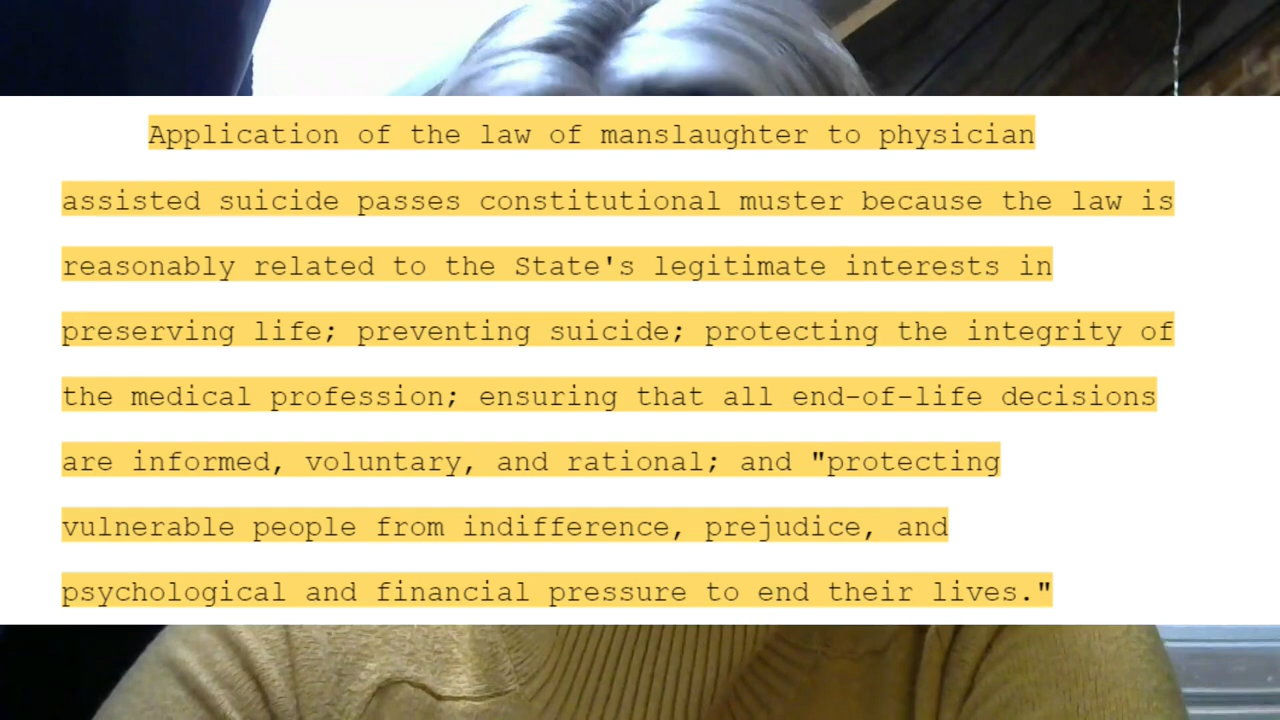 Application of the law of manslaughter to physician
assisted suicide passes constitutional muster because the law is
reasonably related to the State's legitimate interests in
preserving life; preventing suicide; protecting the integrity of
the medical profession; ensuring that all end-of-life decisions
are informed, voluntary, and rational; and "protecting
vulnerable people from indifference, prejudice, and
psychological and financial pressure to end their lives."